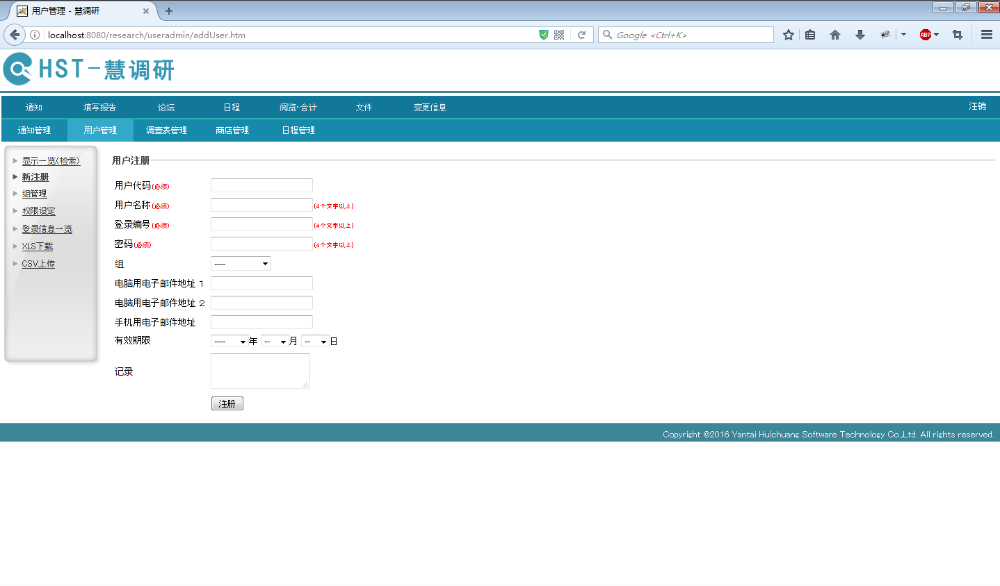 用户管理 - 慧调研
localhost:8080/research/useradmin/addUser.htm
Google <Ctrl+K>
ABP
HST-慧调研
通知 填写报告 论坛 日程 阅览·合计 文件 变更信息 注销
通知管理 用户管理 调查表管理 商店管理 日程管理
显示一览(检索)
新注册
组管理
权限设定
登录信息一览
XLS下载
CSV上传
用户注册
用户代码(必须)
用户名称(必须) (4个文字以上)
登录编号(必须) (4个文字以上)
密码(必须) (4个文字以上)
组 ----
电脑用电子邮件地址 1
电脑用电子邮件地址 2
手机用电子邮件地址
有效期限 ---- 年 -- 月 -- 日
记录
注册
Copyright ©2016 Yantai Huichuang Software Technology Co.,Ltd. All rights reserved.